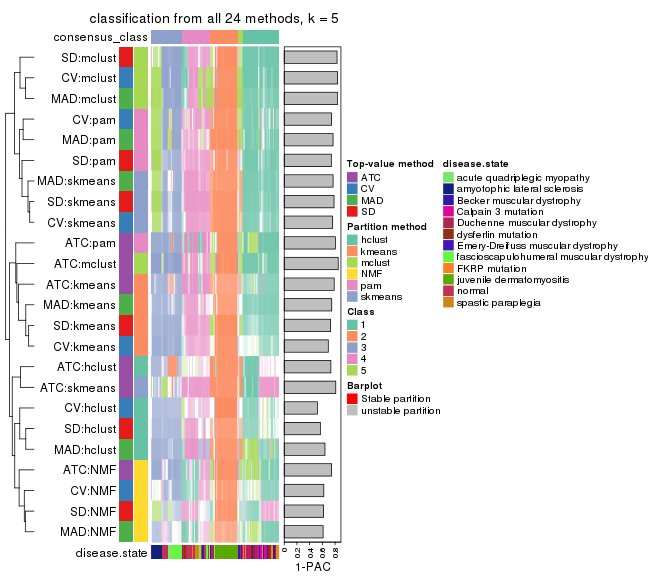 classification from all 24 methods, k = 5
consensus_class
SD:mclust
CV:mclust
MAD:mclust
CV:pam
MAD:pam
SD:pam
MAD:skmeans
SD:skmeans
CV:skmeans
ATC:pam
ATC:mclust
ATC:kmeans
MAD:kmeans
SD:kmeans
CV:kmeans
ATC:hclust
ATC:skmeans
CV:hclust
SD:hclust
MAD:hclust
ATC:NMF
CV:NMF
SD:NMF
MAD:NMF
disease.state
0
0.2
0.4
0.6
0.8
1-PAC
Top-value method
ATC
CV
MAD
SD
Partition method
hclust
kmeans
mclust
NMF
pam
skmeans
Class
1
2
3
4
5
Barplot
Stable partition
unstable partition
disease.state
acute quadriplegic myopathy
amyotophic lateral sclerosis
Becker muscular dystrophy
Calpain 3 mutation
Duchenne muscular dystrophy
dysferlin mutation
Emery-Dreifuss muscular dystrophy
fascioscapulohumeral muscular dystrophy
FKRP mutation
juvenile dermatomyositis
normal
spastic paraplegia